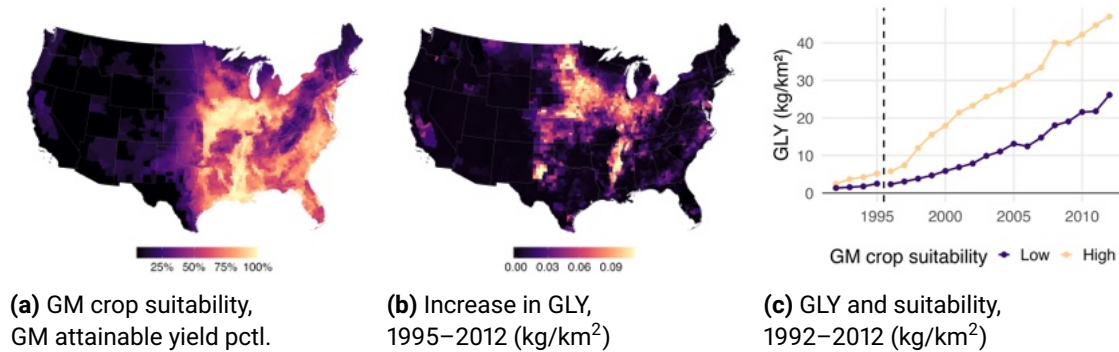 25% 50% 75% 100%
(a) GM crop suitability,
GM attainable yield pctl.
0.00 0.03 0.06 0.09
(b) Increase in GLY,
1995–2012 (kg/km²)
GLY (kg/km²)
40
30
20
10
0
1995 2000 2005 2010
GM crop suitability Low High
(c) GLY and suitability,
1992–2012 (kg/km²)